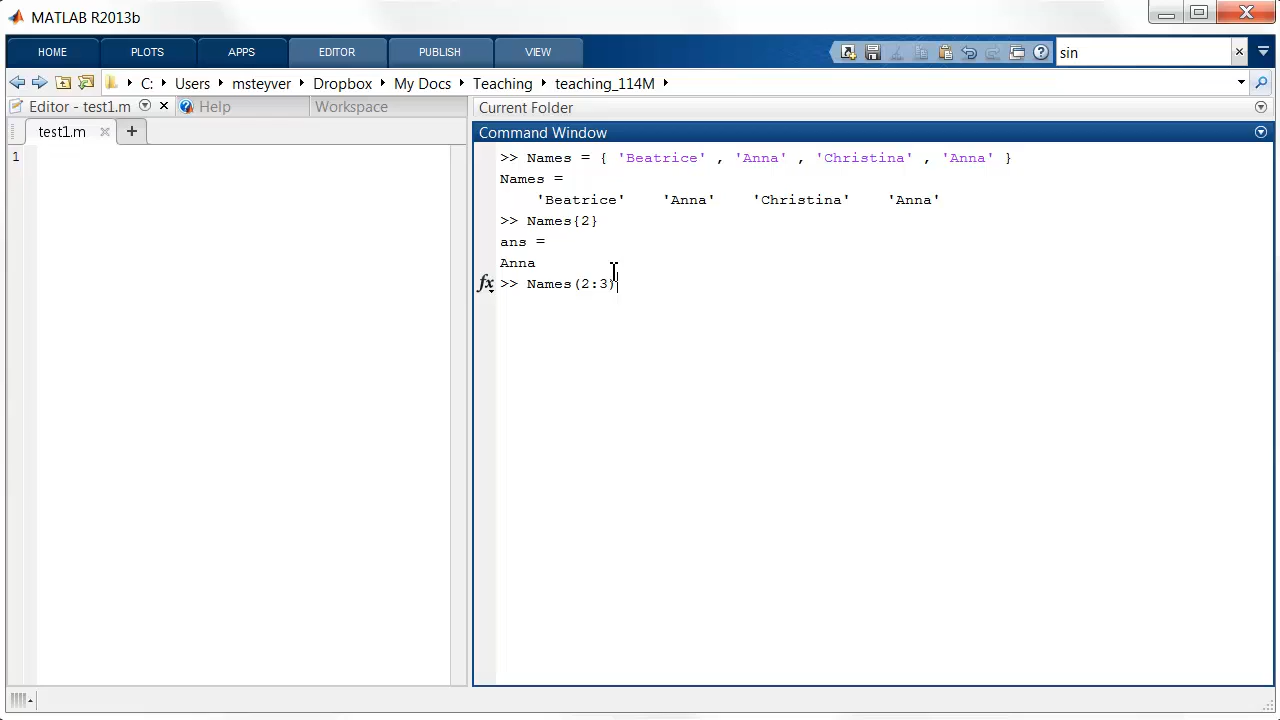 MATLAB R2013b
HOME PLOTS APPS EDITOR PUBLISH VIEW sin
C: Users msteyver Dropbox My Docs Teaching teaching_114M
Editor - test1.m Help Workspace
test1.m
1
Current Folder
Command Window
>> Names = { 'Beatrice' , 'Anna' , 'Christina' , 'Anna' }
Names =
'Beatrice' 'Anna' 'Christina' 'Anna'
>> Names{2}
ans =
Anna
fx >> Names(2:3)